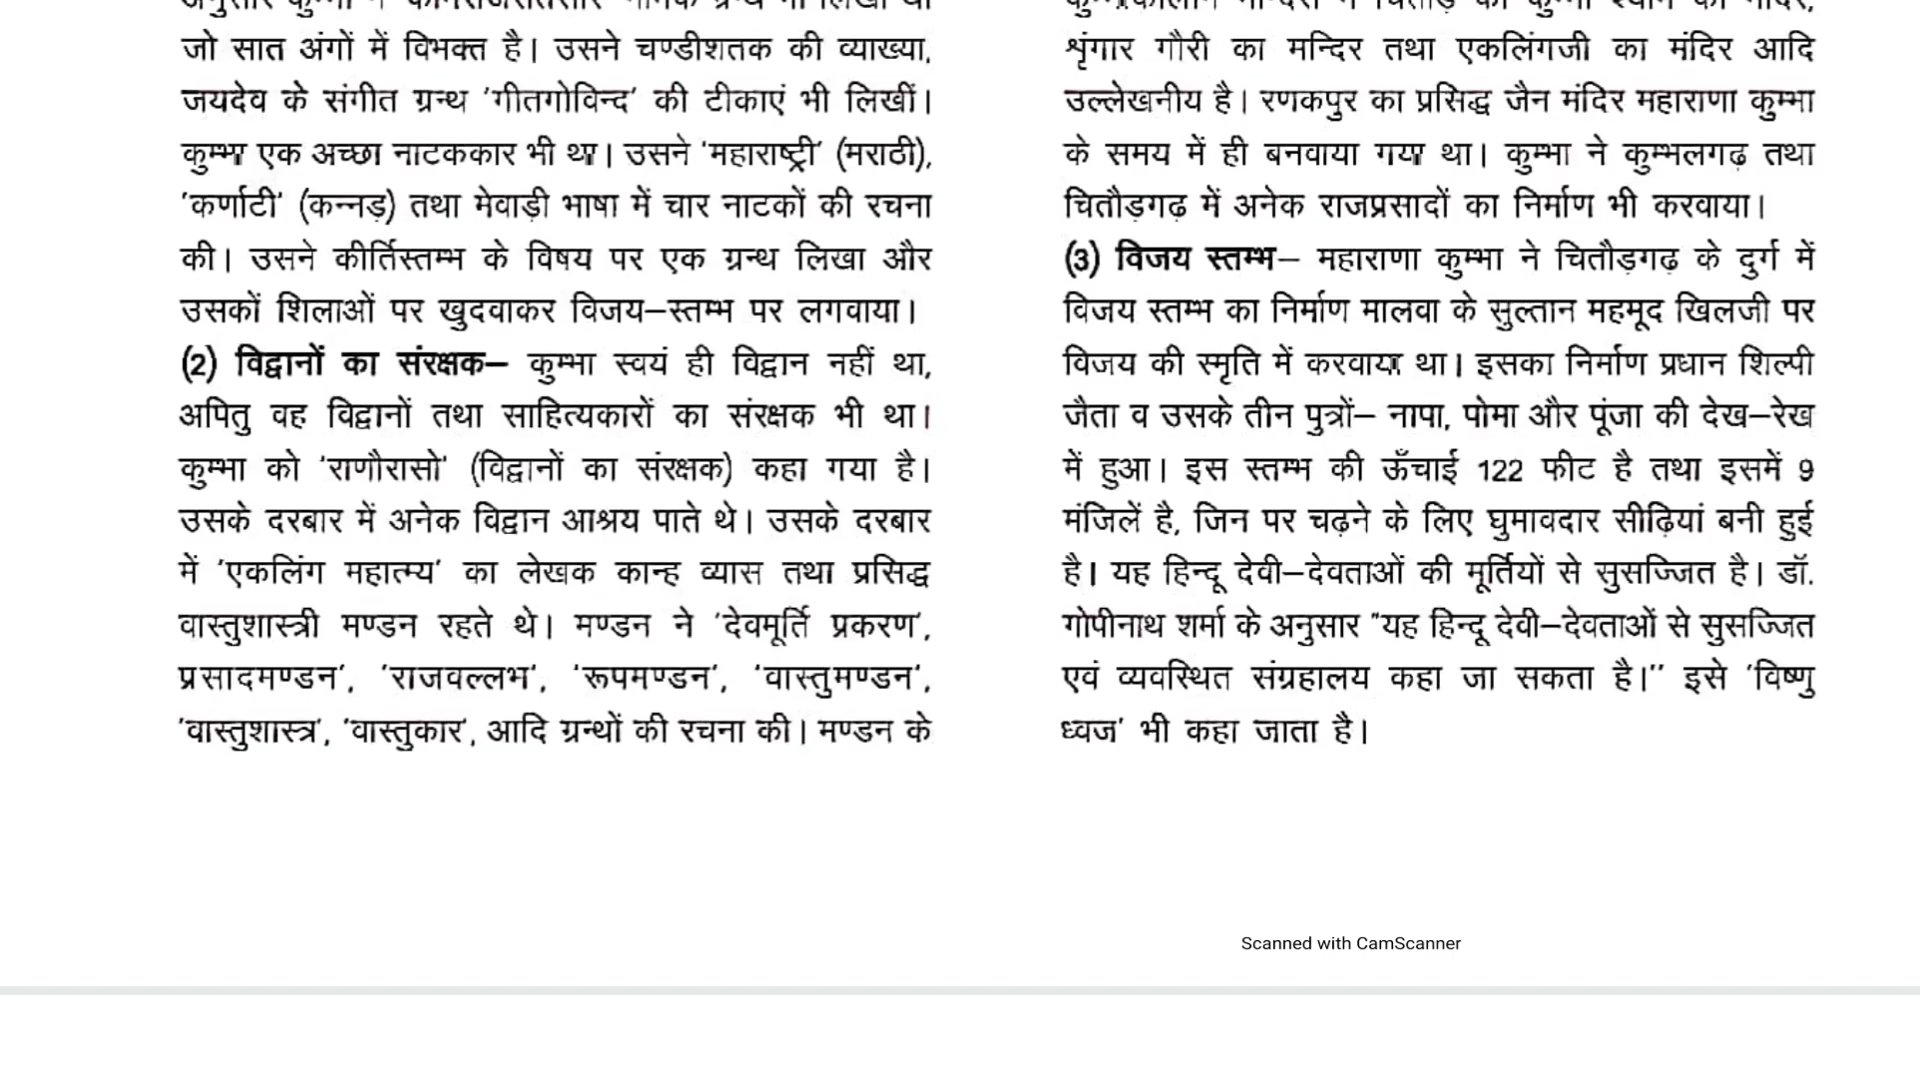 जो सात अंगों में विभक्त है। उसने चण्डीशतक की व्याख्या,
जयदेव के संगीत ग्रन्थ 'गीतगोविन्द' की टीकाएं भी लिखीं।
कुम्भा एक अच्छा नाटककार भी था। उसने 'महाराष्ट्री' (मराठी),
'कर्णाटी' (कन्नड़) तथा मेवाड़ी भाषा में चार नाटकों की रचना
की। उसने कीर्तिस्तम्भ के विषय पर एक ग्रन्थ लिखा और
उसकों शिलाओं पर खुदवाकर विजय–स्तम्भ पर लगवाया।
(2) विद्वानों का संरक्षक– कुम्भा स्वयं ही विद्वान नहीं था,
अपितु वह विद्वानों तथा साहित्यकारों का संरक्षक भी था।
कुम्भा को 'राणौरासो' (विद्वानों का संरक्षक) कहा गया है।
उसके दरबार में अनेक विद्वान आश्रय पाते थे। उसके दरबार
में 'एकलिंग महात्म्य' का लेखक कान्ह व्यास तथा प्रसिद्ध
वास्तुशास्त्री मण्डन रहते थे। मण्डन ने 'देवमूर्ति प्रकरण',
प्रसादमण्डन', 'राजवल्लभ', 'रूपमण्डन', 'वास्तुमण्डन',
'वास्तुशास्त्र', 'वास्तुकार', आदि ग्रन्थों की रचना की। मण्डन के
शृंगार गौरी का मन्दिर तथा एकलिंगजी का मंदिर आदि
उल्लेखनीय है। रणकपुर का प्रसिद्ध जैन मंदिर महाराणा कुम्भा
के समय में ही बनवाया गया था। कुम्भा ने कुम्भलगढ़ तथा
चितौड़गढ़ में अनेक राजप्रसादों का निर्माण भी करवाया।
(3) विजय स्तम्भ– महाराणा कुम्भा ने चितौड़गढ़ के दुर्ग में
विजय स्तम्भ का निर्माण मालवा के सुल्तान महमूद खिलजी पर
विजय की स्मृति में करवाया था। इसका निर्माण प्रधान शिल्पी
जैता व उसके तीन पुत्रों– नापा, पोमा और पूंजा की देख–रेख
में हुआ। इस स्तम्भ की ऊँचाई 122 फीट है तथा इसमें 9
मंजिलें है, जिन पर चढ़ने के लिए घुमावदार सीढ़ियां बनी हुई
है। यह हिन्दू देवी–देवताओं की मूर्तियों से सुसज्जित है। डॉ.
गोपीनाथ शर्मा के अनुसार "यह हिन्दू देवी–देवताओं से सुसज्जित
एवं व्यवस्थित संग्रहालय कहा जा सकता है।'' इसे 'विष्णु
ध्वज' भी कहा जाता है।
Scanned with CamScanner